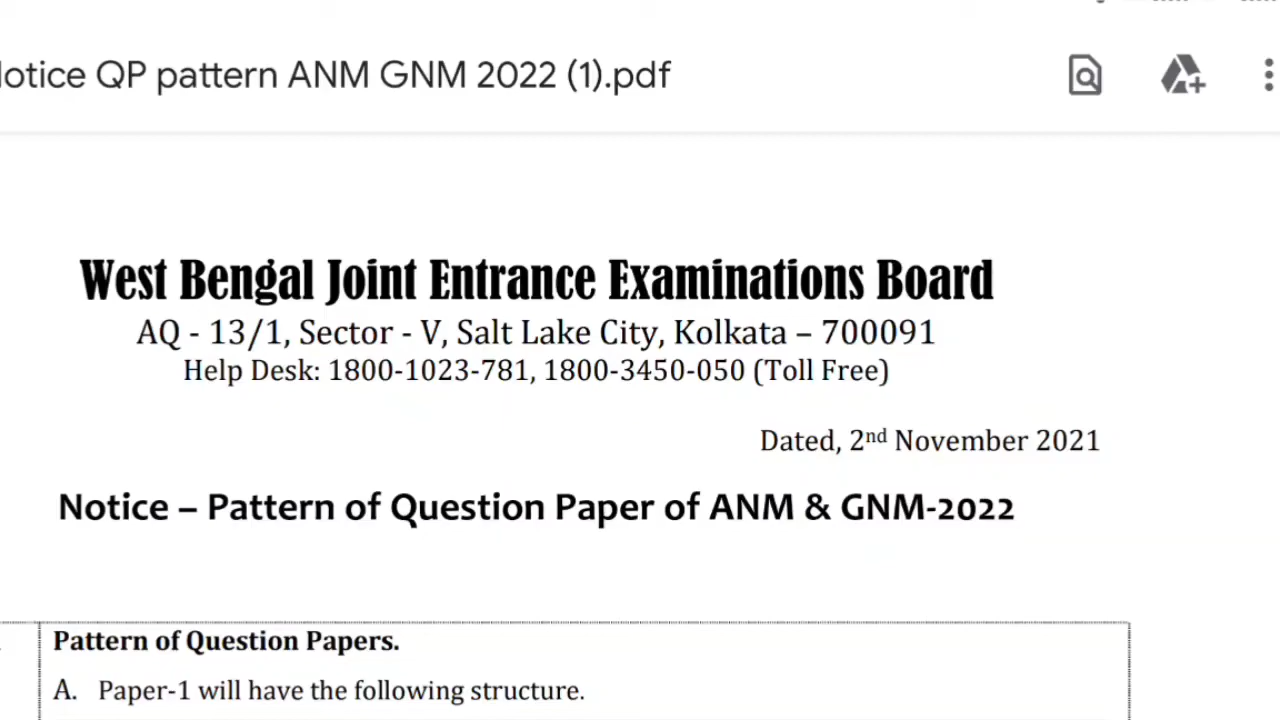 otice QP pattern ANM GNM 2022 (1).pdf
West Bengal Joint Entrance Examinations Board
AQ - 13/1, Sector - V, Salt Lake City, Kolkata – 700091
Help Desk: 1800-1023-781, 1800-3450-050 (Toll Free)
Dated, 2nd November 2021
Notice – Pattern of Question Paper of ANM & GNM-2022
Pattern of Question Papers.
A. Paper-1 will have the following structure.